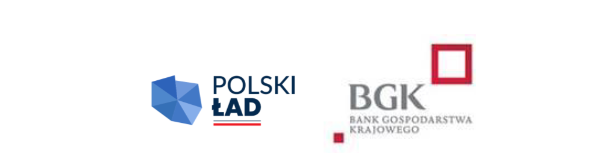 POLSKI
ŁAD
BGK
BANK GOSPODARSTWA
KRAJOWEGO